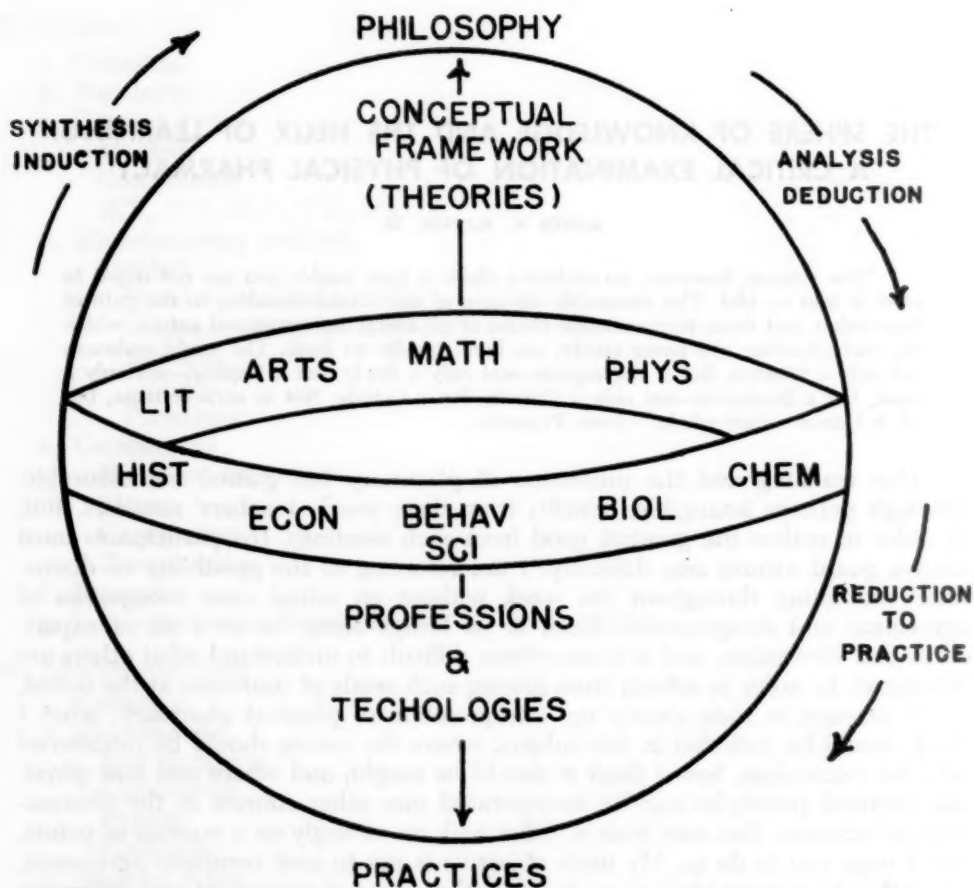 PHILOSOPHY
SYNTHESIS
INDUCTION
CONCEPTUAL
FRAMEWORK
(THEORIES)
ANALYSIS
DEDUCTION
LIT
ARTS
MATH
PHYS
HIST
ECON
BEHAV
SCI
BIOL
CHEM
PROFESSIONS
&
TECHOLOGIES
REDUCTION
TO
PRACTICE
PRACTICES